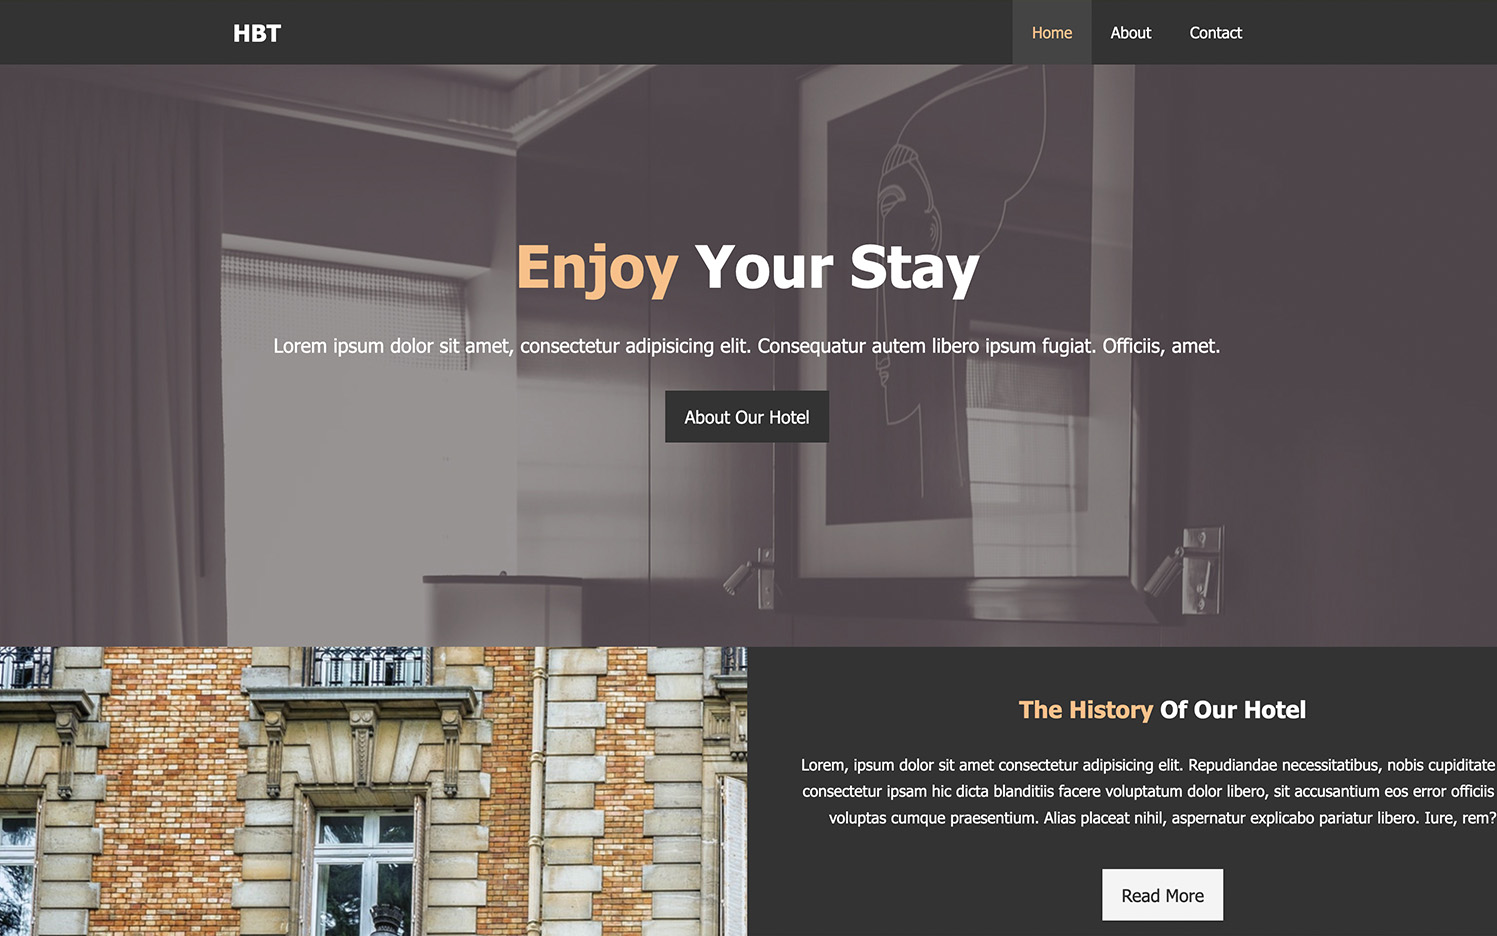 HBT
Home
About
Contact
Enjoy Your Stay
Lorem ipsum dolor sit amet, consectetur adipisicing elit. Consequatur autem libero ipsum fugiat. Officiis, amet.
About Our Hotel
The History Of Our Hotel
Lorem, ipsum dolor sit amet consectetur adipisicing elit. Repudiandae necessitatibus, nobis cupiditate
consectetur ipsam hic dicta blanditiis facere voluptatum dolor libero, sit accusantium eos error officiis
voluptas cumque praesentium. Alias placeat nihil, aspernatur explicabo pariatur libero. Iure, rem?
Read More